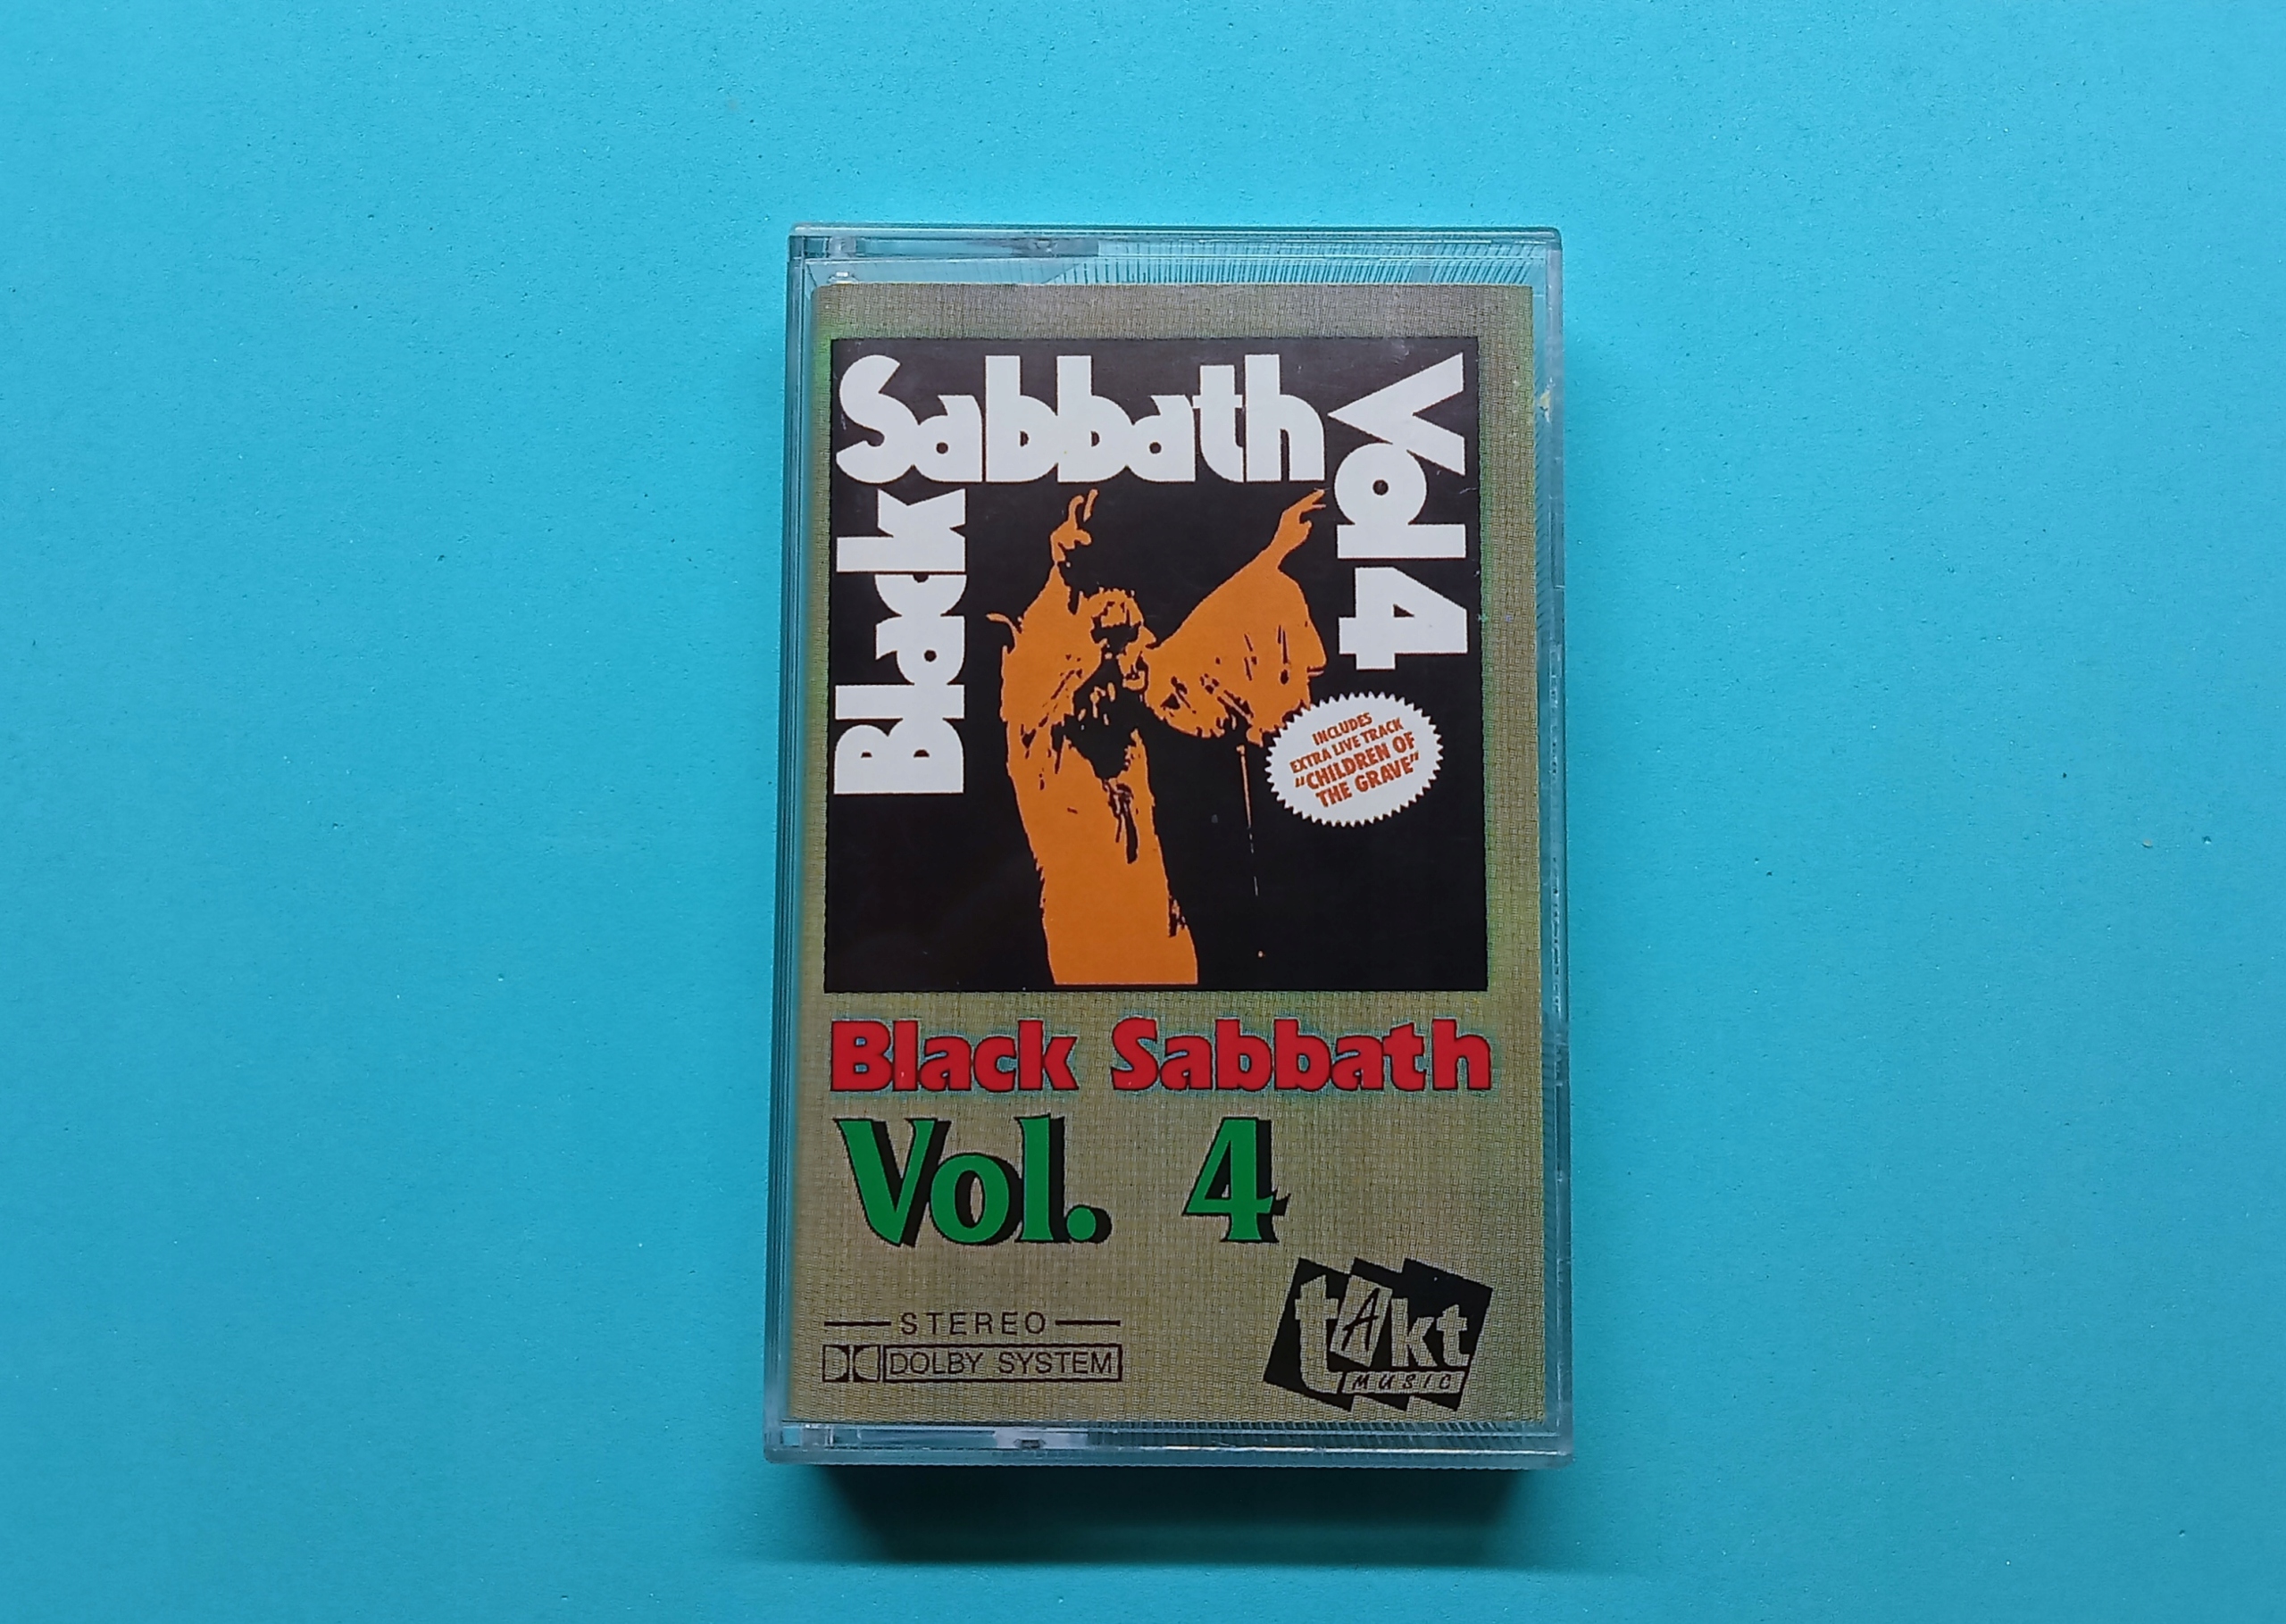 Black
Sabbath
Vol 4
INCLUDES
EXTRA LIVE TRACK
"CHILDREN OF
THE GRAVE"
Black Sabbath
Vol. 4
STEREO
DOLBY SYSTEM
tAkt
MUSIC